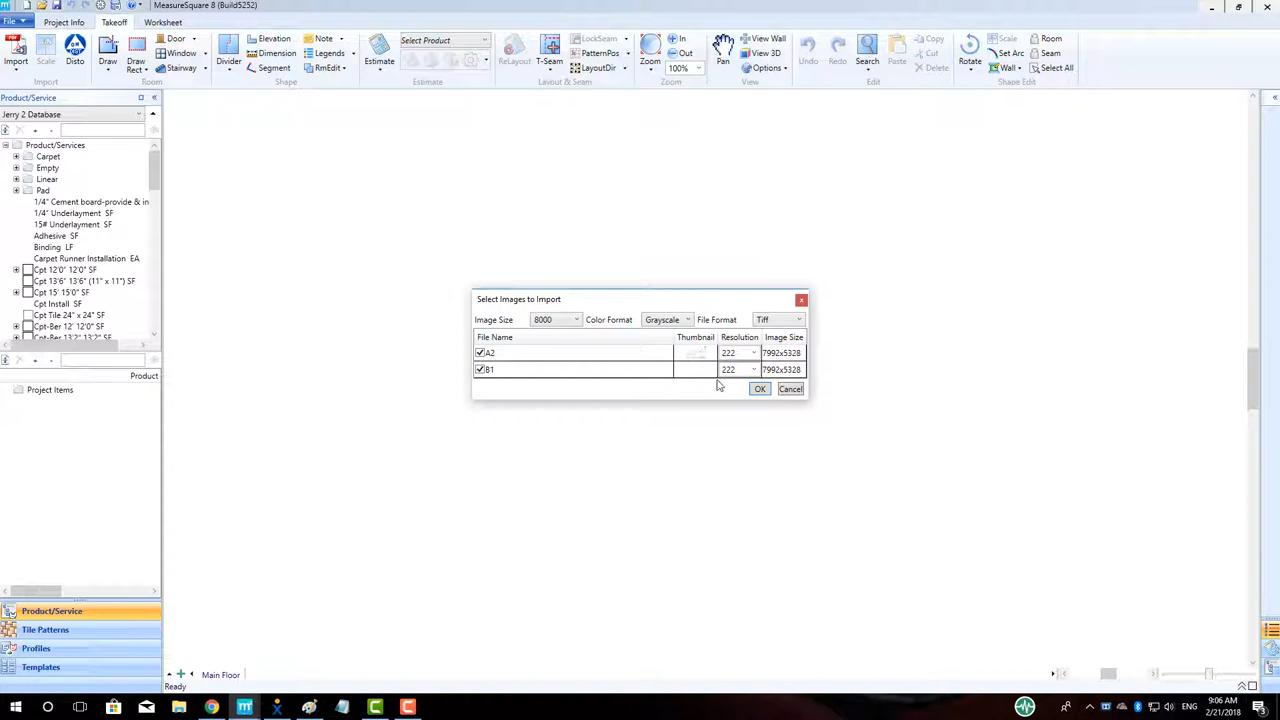 MeasureSquare 8 (Build5252)
File Project Info Takeoff Worksheet
Import Scale Disto Draw Draw Rect Door Window Stairway Divider Elevation Dimension Segment Note Legends RmEdit Estimate Select Product ReLayout T-Seam LockSeam PatternPos LayoutDir Zoom In Out 100% Pan View Wall View 3D Options Undo Redo Search Paste Copy Cut Delete Rotate Scale Set Arc Wall Room Seam Select All
Import Room Shape Estimate Layout & Seam Zoom View Edit Shape Edit
Product/Service
Jerry 2 Database
Product/Services
Carpet
Empty
Linear
Pad
1/4" Cement board-provide & in
1/4" Underlayment SF
15# Underlayment SF
Adhesive SF
Binding LF
Carpet Runner Installation EA
Cpt 12'0" 12'0" SF
Cpt 13'6" 13'6" (11" x 11") SF
Cpt 15' 15'0" SF
Cpt Install SF
Cpt Tile 24" x 24" SF
Cpt-Ber 12' 12'0" SF
Cpt-Ber 13'2" 13'2" SF
Product
Project Items
Product/Service
Tile Patterns
Profiles
Templates
Select Images to Import
Image Size 8000 Color Format Grayscale File Format Tiff
File Name Thumbnail Resolution Image Size
A2 222 7992x5328
B1 222 7992x5328
OK Cancel
Main Floor
Ready
9:06 AM
2/21/2018